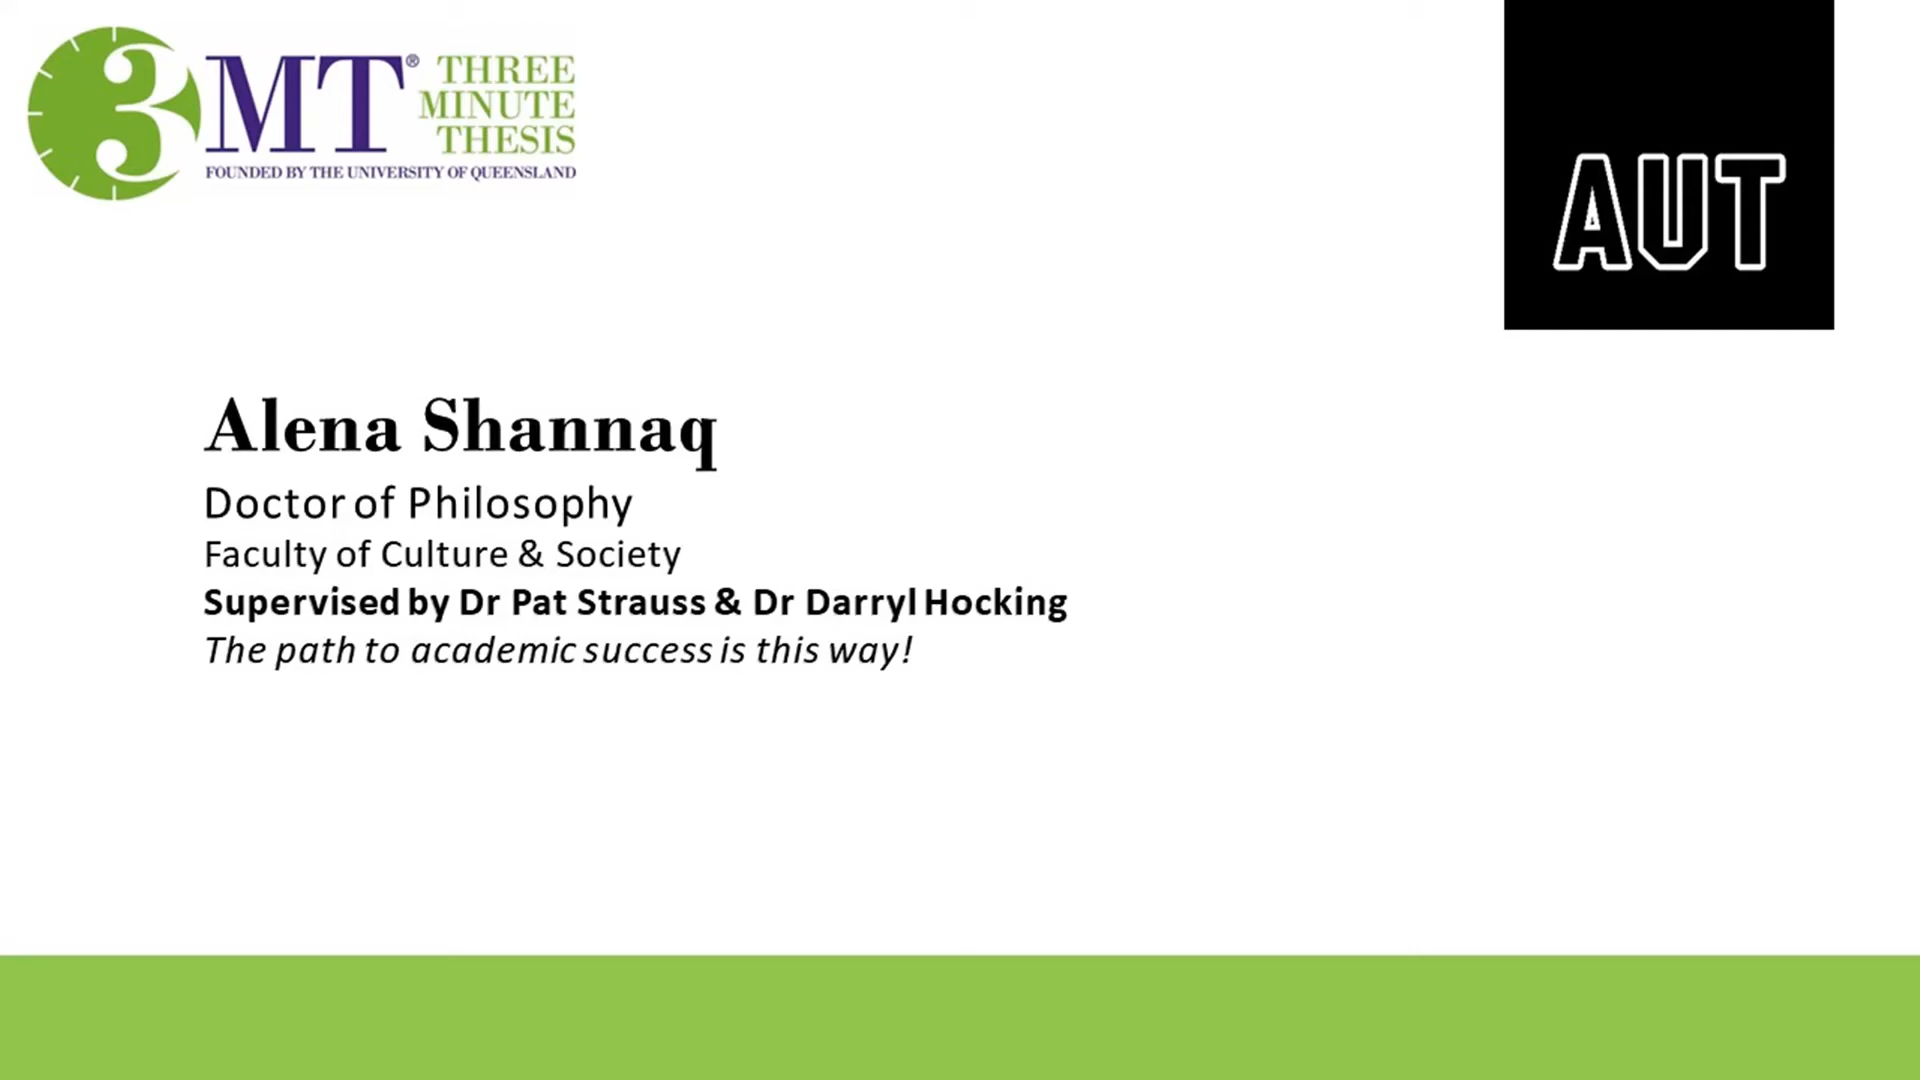 3MT® THREE
MINUTE
THESIS
FOUNDED BY THE UNIVERSITY OF QUEENSLAND
AUT
Alena Shannaq
Doctor of Philosophy
Faculty of Culture & Society
Supervised by Dr Pat Strauss & Dr Darryl Hocking
The path to academic success is this way!